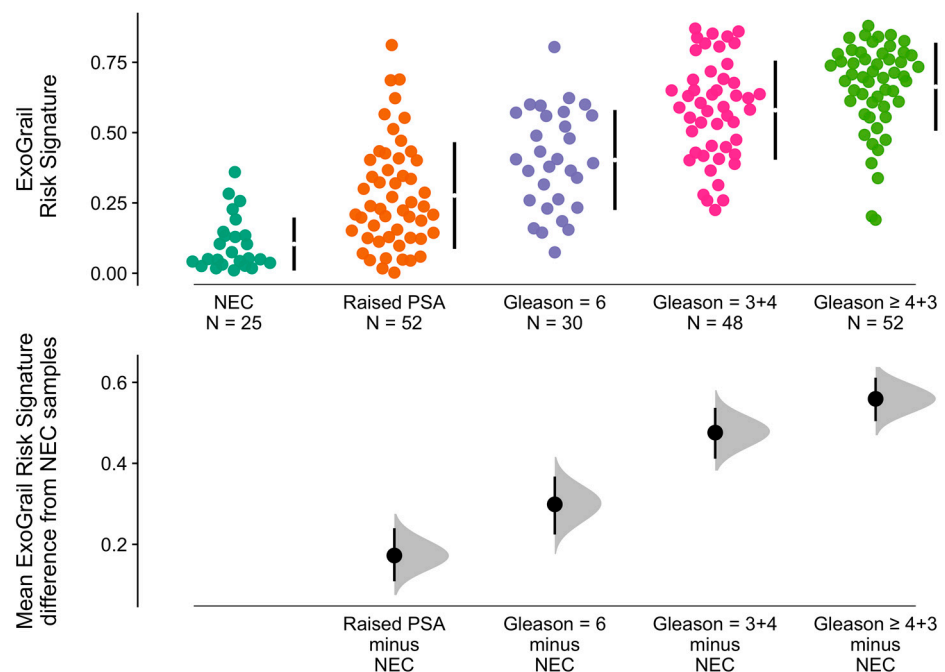 ExoGrail
Risk Signature
0.75
0.50
0.25
0.00
NEC
N = 25
Raised PSA
N = 52
Gleason = 6
N = 30
Gleason = 3+4
N = 48
Gleason ≥ 4+3
N = 52
Mean ExoGrail Risk Signature
difference from NEC samples
0.6
0.4
0.2
Raised PSA
minus
NEC
Gleason = 6
minus
NEC
Gleason = 3+4
minus
NEC
Gleason ≥ 4+3
minus
NEC